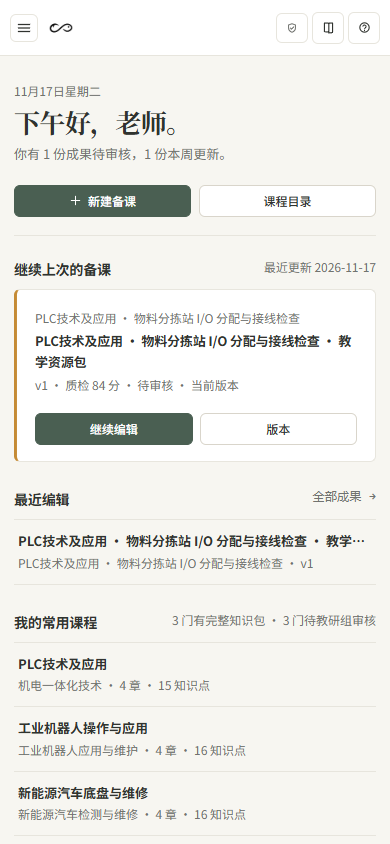 11月17日星期二
下午好，老师。
你有 1 份成果待审核，1 份本周更新。
新建备课
课程目录
继续上次的备课
最近更新 2026-11-17
PLC技术及应用 • 物料分拣站 I/O 分配与接线检查
PLC技术及应用 • 物料分拣站 I/O 分配与接线检查 • 教
学资源包
v1 • 质检 84 分 • 待审核 • 当前版本
继续编辑
版本
最近编辑
全部成果 →
PLC技术及应用 • 物料分拣站 I/O 分配与接线检查 • 教学…
PLC技术及应用 • 物料分拣站 I/O 分配与接线检查 • v1
我的常用课程
3 门有完整知识包 • 3 门待教研组审核
PLC技术及应用
机电一体化技术 • 4 章 • 15 知识点
工业机器人操作与应用
工业机器人应用与维护 • 4 章 • 16 知识点
新能源汽车底盘与维修
新能源汽车检测与维修 • 4 章 • 16 知识点